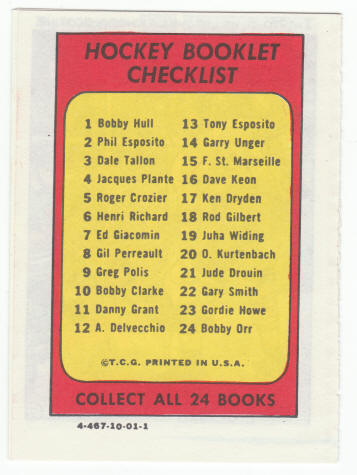 HOCKEY BOOKLET
CHECKLIST
1 Bobby Hull
2 Phil Esposito
3 Dale Tallon
4 Jacques Plante
5 Roger Crozier
6 Henri Richard
7 Ed Giacomin
8 Gil Perreault
9 Greg Polis
10 Bobby Clarke
11 Danny Grant
12 A. Delvecchio
13 Tony Esposito
14 Garry Unger
15 F. St. Marseille
16 Dave Keon
17 Ken Dryden
18 Rod Gilbert
19 Juha Widing
20 O. Kurtenbach
21 Jude Drouin
22 Gary Smith
23 Gordie Howe
24 Bobby Orr
©T.C.G. PRINTED IN U.S.A.
COLLECT ALL 24 BOOKS
4-467-10-01-1